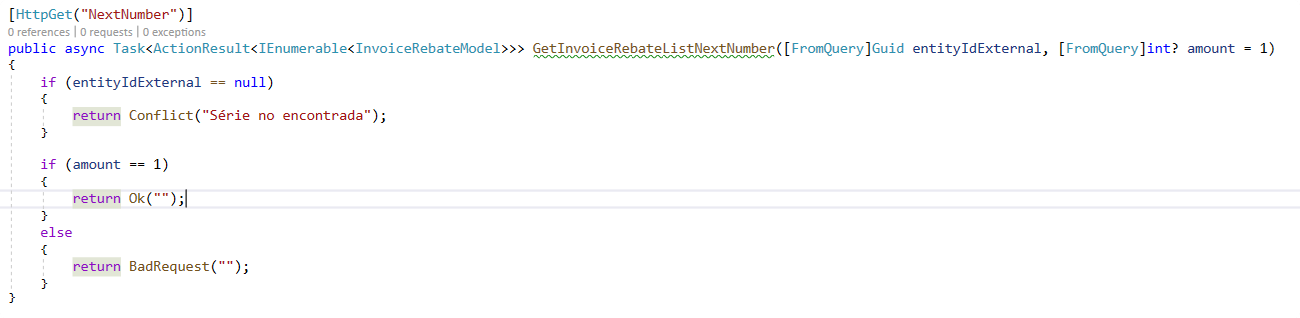 [HttpGet("NextNumber")]
0 references | 0 requests | 0 exceptions
public async Task<ActionResult<IEnumerable<InvoiceRebateModel>>> GetInvoiceRebateListNextNumber([FromQuery]Guid entityIdExternal, [FromQuery]int? amount = 1)
{
    if (entityIdExternal == null)
    {
        return Conflict("Série no encontrada");
    }

    if (amount == 1)
    {
        return Ok("");
    }
    else
    {
        return BadRequest("");
    }
}